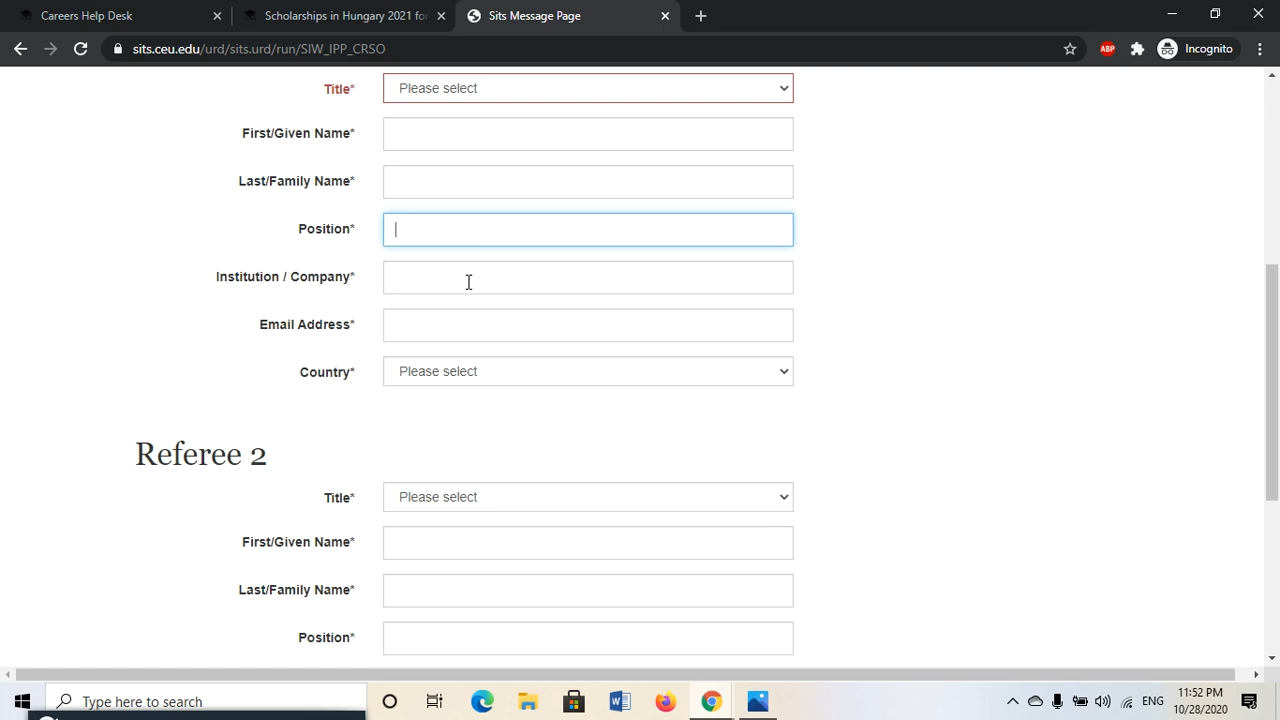 Careers Help Desk
Scholarships in Hungary 2021 for
Sits Message Page
sits.ceu.edu/urd/sits.urd/run/SIW_IPP_CRSO
ABP
Incognito
Title*
Please select
First/Given Name*
Last/Family Name*
Position*
Institution / Company*
Email Address*
Country*
Please select
Referee 2
Title*
Please select
First/Given Name*
Last/Family Name*
Position*
Type here to search
ENG
11:52 PM
10/28/2020